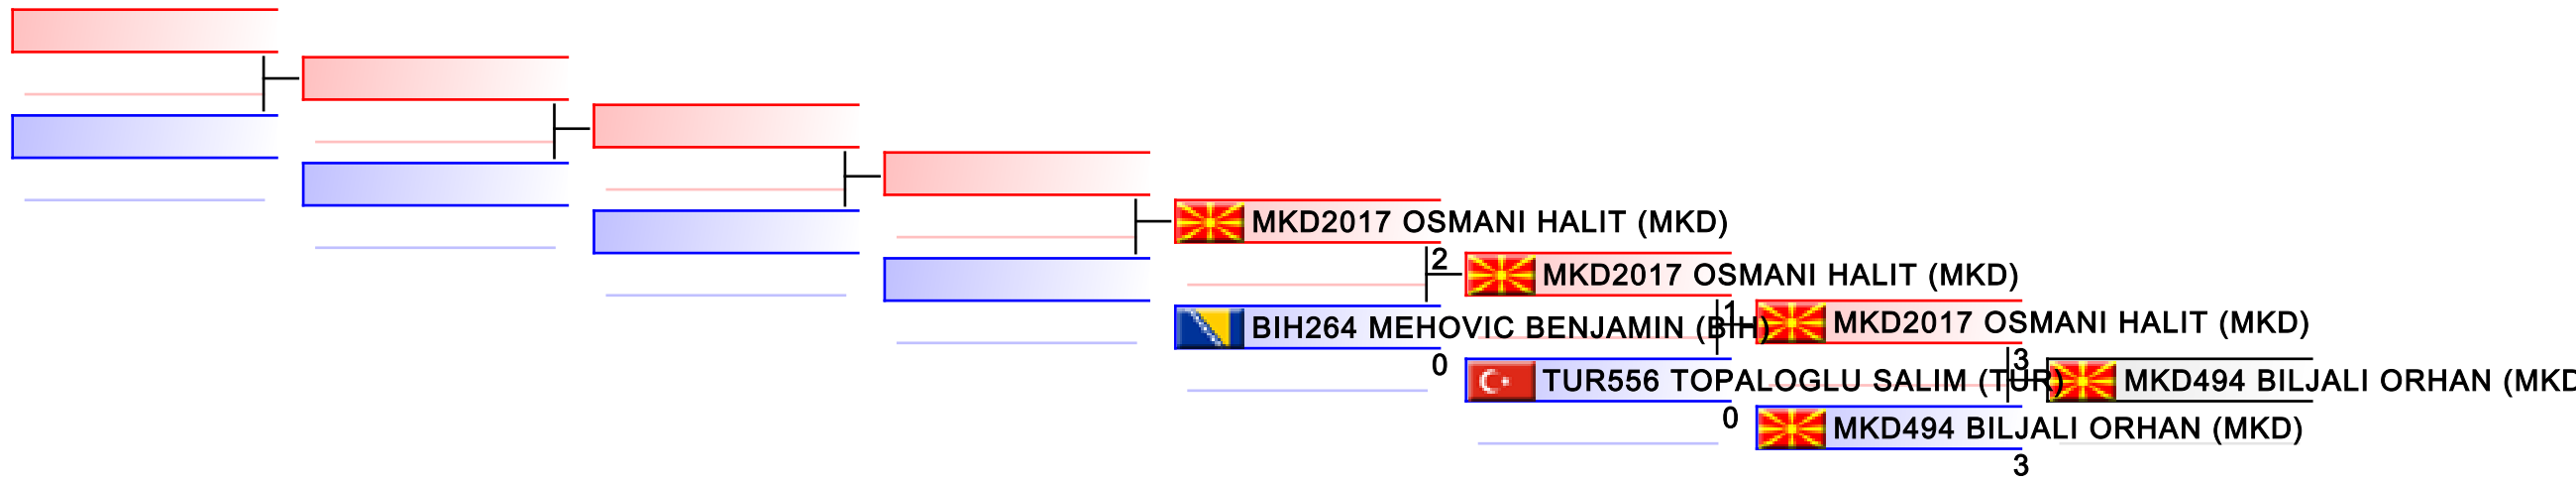 MKD2017 OSMANI HALIT (MKD)
2
MKD2017 OSMANI HALIT (MKD)
BIH264 MEHOVIC BENJAMIN (BIH)
0
1
MKD2017 OSMANI HALIT (MKD)
TUR556 TOPALOGLU SALIM (TUR)
0
3
MKD494 BILJALI ORHAN (MKD
MKD494 BILJALI ORHAN (MKD)
3